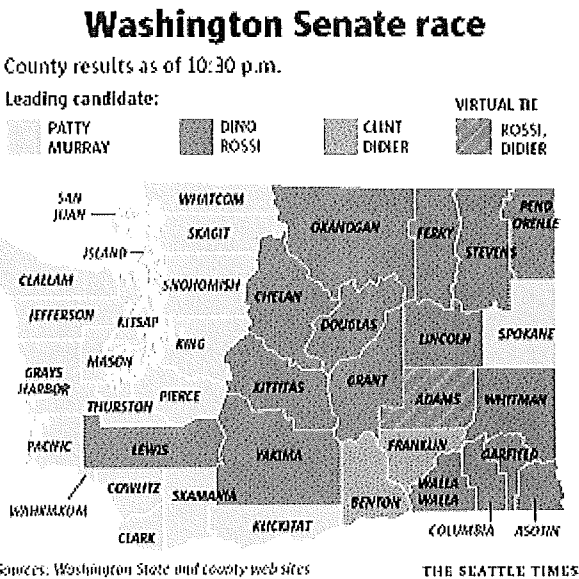 Washington Senate race
County results as of 10:30 p.m.
Leading candidate:
PATTY
MURRAY
DINO
ROSSI
CLINT
DIDIER
VIRTUAL TIE
ROSSI,
DIDIER
SAN
JUAN
WHATCOM
SKAGIT
ISLAND
OKANOGAN
FERRY
STEVENS
PEND
OREILLE
CLALLAM
SNOHOMISH
CHELAN
JEFFERSON
KITSAP
KING
DOUGLAS
LINCOLN
SPOKANE
GRAYS
HARBOR
MASON
THURSTON
PIERCE
KITTITAS
GRANT
ADAMS
WHITMAN
PACIFIC
LEWIS
YAKIMA
FRANKLIN
GARFIELD
WAHKIAKUM
COWLITZ
SKAMANIA
BENTON
WALLA
WALLA
CLARK
KLICKITAT
COLUMBIA
ASOTIN
Sources: Washington State and county web sites
THE SEATTLE TIMES